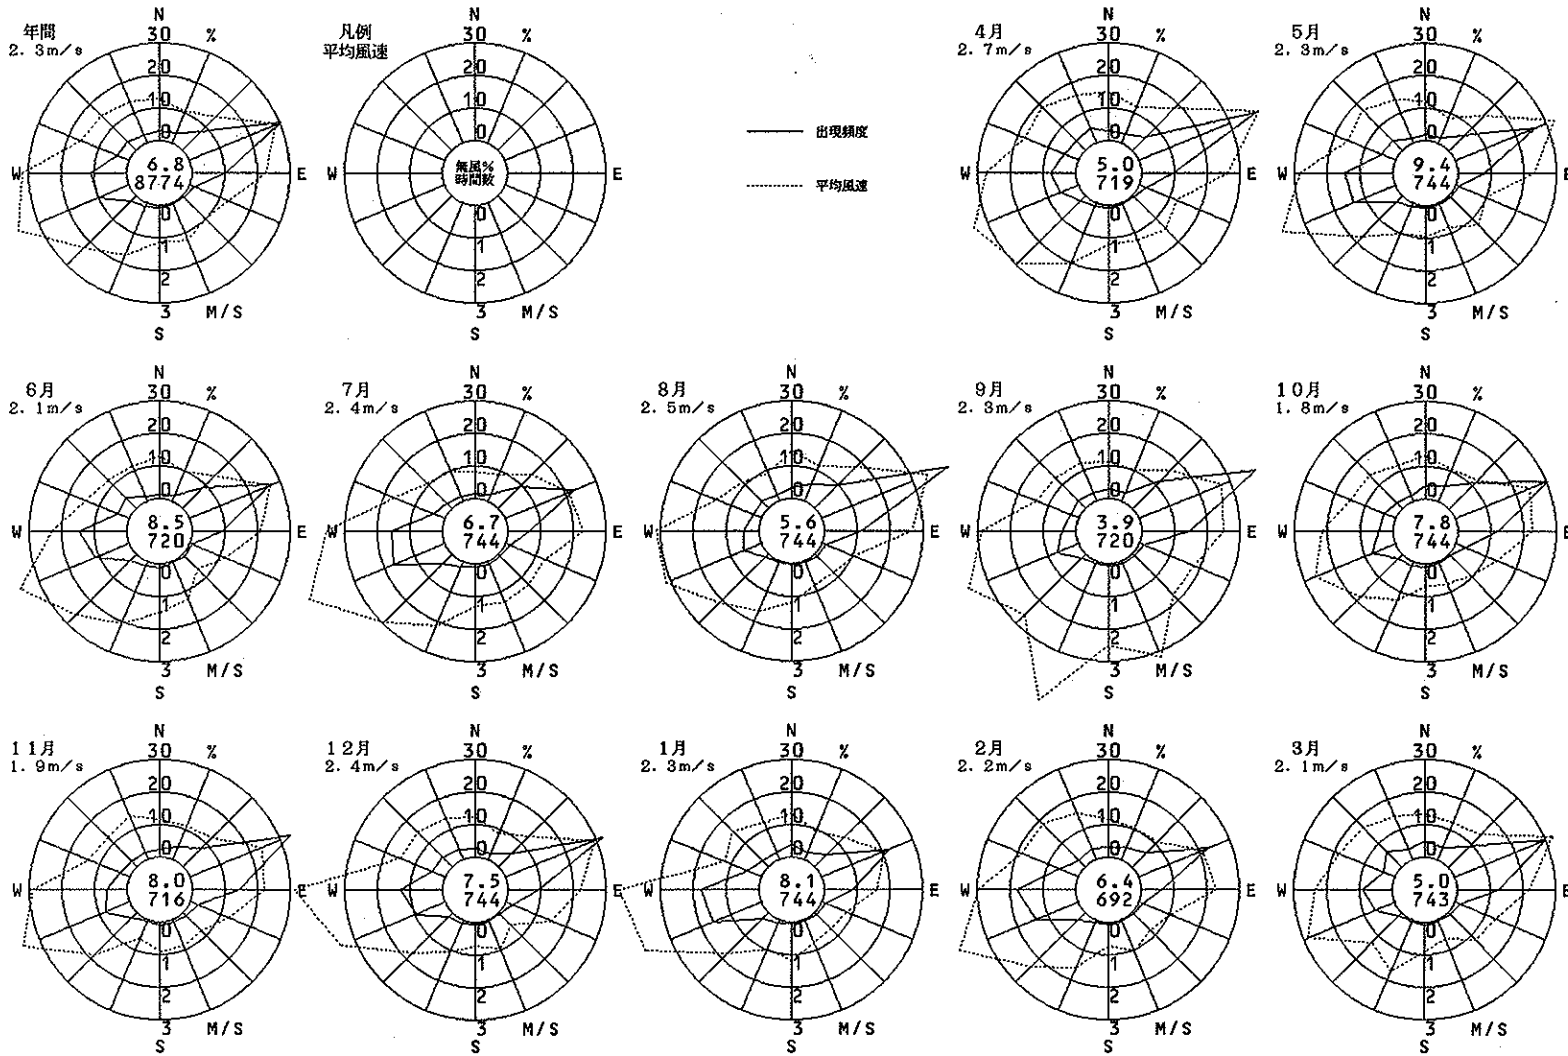 N
年間
30 %
2.3m/s
20
10
0
6.8
W 8774 E
0
1
2
3 M/S
S
N
凡例
30 %
平均風速
20
10
0
無風%
W 時間数 E
0
1
2
3 M/S
S
出現頻度
平均風速
N
4月
30 %
2.7m/s
20
10
0
5.0
W 719 E
0
1
2
3 M/S
S
N
5月
30 %
2.3m/s
20
10
0
9.4
W 744 E
0
1
2
3 M/S
S
N
6月
30 %
2.1m/s
20
10
0
8.5
W 720 E
0
1
2
3 M/S
S
N
7月
30 %
2.4m/s
20
10
0
6.7
W 744 E
0
1
2
3 M/S
S
N
8月
30 %
2.5m/s
20
10
0
5.6
W 744 E
0
1
2
3 M/S
S
N
9月
30 %
2.3m/s
20
10
0
3.9
W 720 E
0
1
2
3 M/S
S
N
10月
30 %
1.8m/s
20
10
0
7.8
W 744 E
0
1
2
3 M/S
S
N
11月
30 %
1.9m/s
20
10
0
8.0
W 716 E
0
1
2
3 M/S
S
N
12月
30 %
2.4m/s
20
10
0
7.5
W 744 E
0
1
2
3 M/S
S
N
1月
30 %
2.3m/s
20
10
0
8.1
W 744 E
0
1
2
3 M/S
S
N
2月
30 %
2.2m/s
20
10
0
6.4
W 692 E
0
1
2
3 M/S
S
N
3月
30 %
2.1m/s
20
10
0
5.0
W 743 E
0
1
2
3 M/S
S